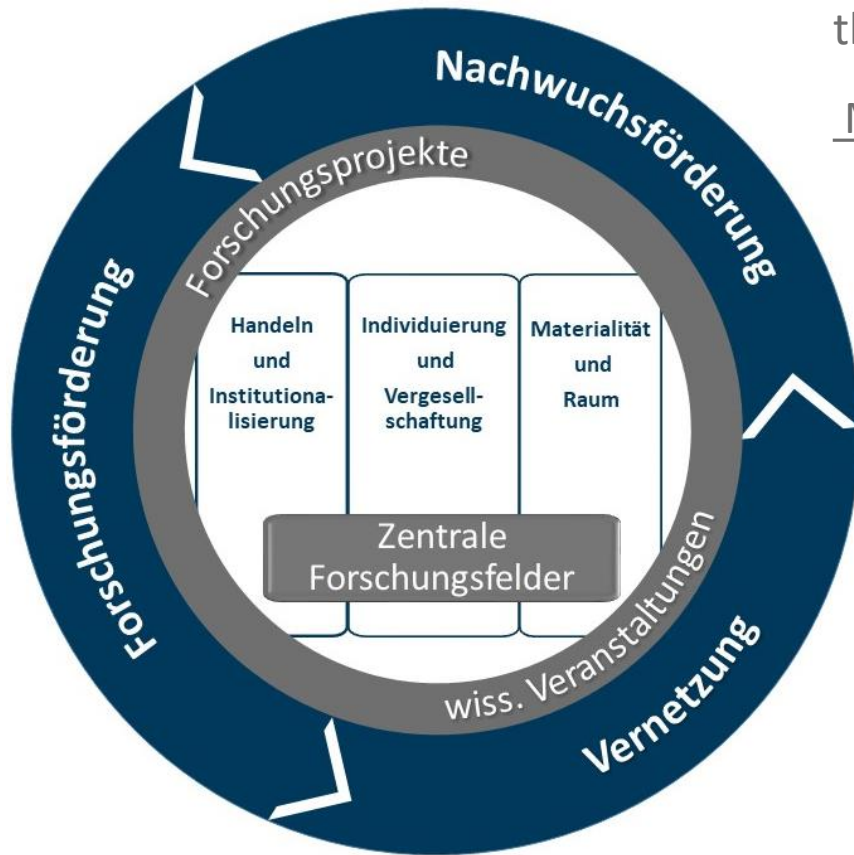 Nachwuchsförderung
Forschungsprojekte
Forschungsförderung
Handeln
und
Institutiona-
lisierung
Individuierung
und
Vergesell-
schaftung
Materialität
und
Raum
Zentrale
Forschungsfelder
wiss. Veranstaltungen
Vernetzung